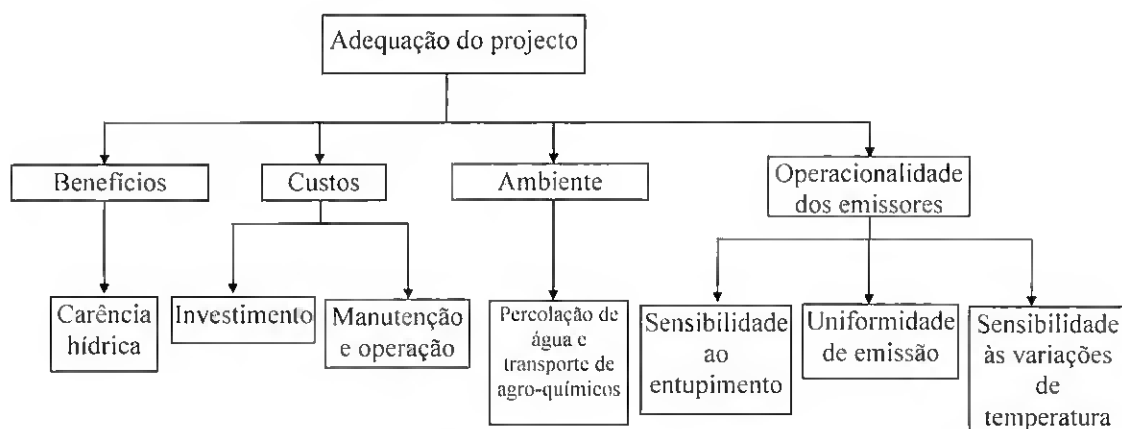 Adequação do projecto
Benefícios
Custos
Ambiente
Operacionalidade
dos emissores
Carência
hídrica
Investimento
Manutenção
e operação
Percolação de
água e
transporte de
agro-químicos
Sensibilidade
ao
entupimento
Uniformidade
de emissão
Sensibilidade
às variações
de
temperatura